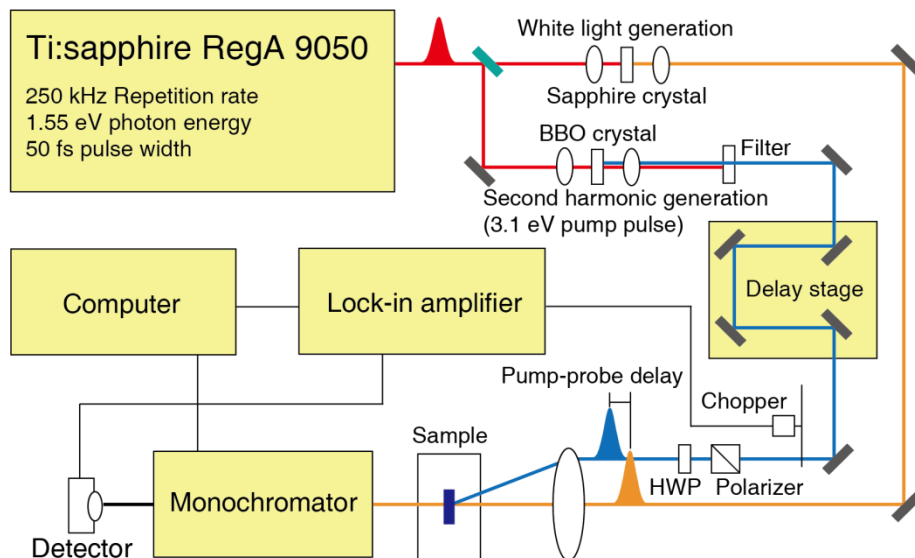 Ti:sapphire RegA 9050
250 kHz Repetition rate
1.55 eV photon energy
50 fs pulse width
White light generation
Sapphire crystal
BBO crystal
Filter
Second harmonic generation
(3.1 eV pump pulse)
Delay stage
Computer
Lock-in amplifier
Pump-probe delay
Chopper
Sample
HWP
Polarizer
Monochromator
Detector